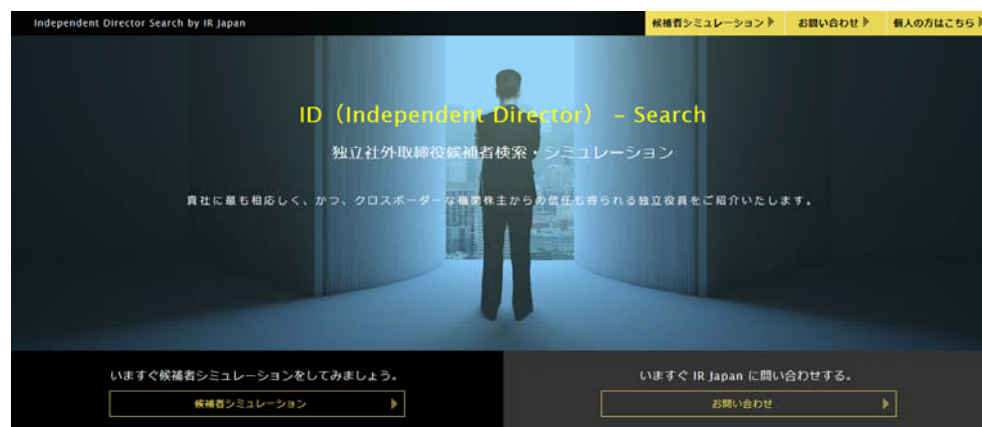 Independent Director Search by IR Japan
候補者シミュレーション
お問い合わせ
個人の方はこちら
ID（Independent Director） – Search
独立社外取締役候補者検索・シミュレーション
貴社に最も相応しく、かつ、クロスボーダーな機関株主からの信任も得られる独立役員をご紹介いたします。
いますぐ候補者シミュレーションをしてみましょう。
候補者シミュレーション
いますぐ IR Japan に問い合わせする。
お問い合わせ